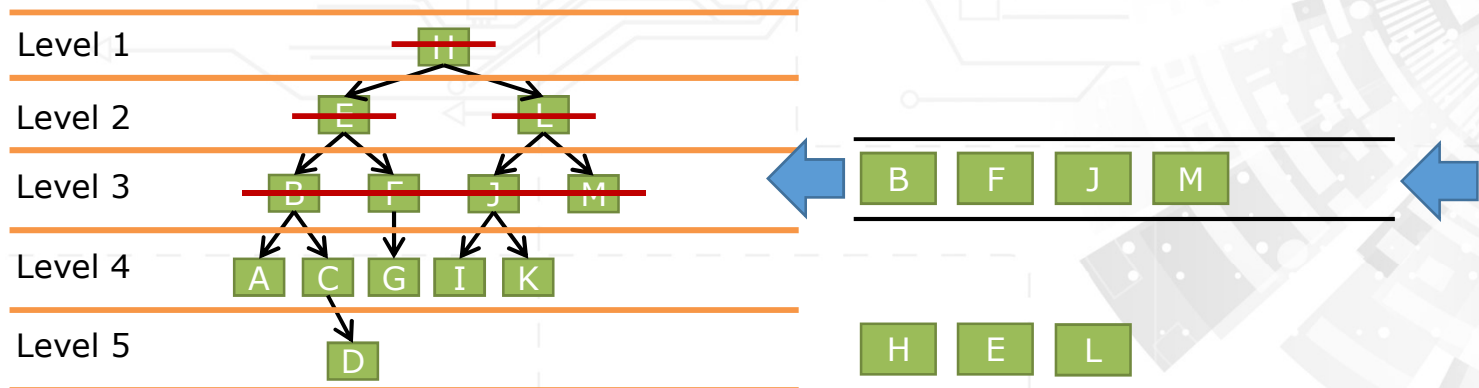 Level 1
H
Level 2
E L
Level 3
B F J M
B F J M
Level 4
A C G I K
Level 5
D
H E L